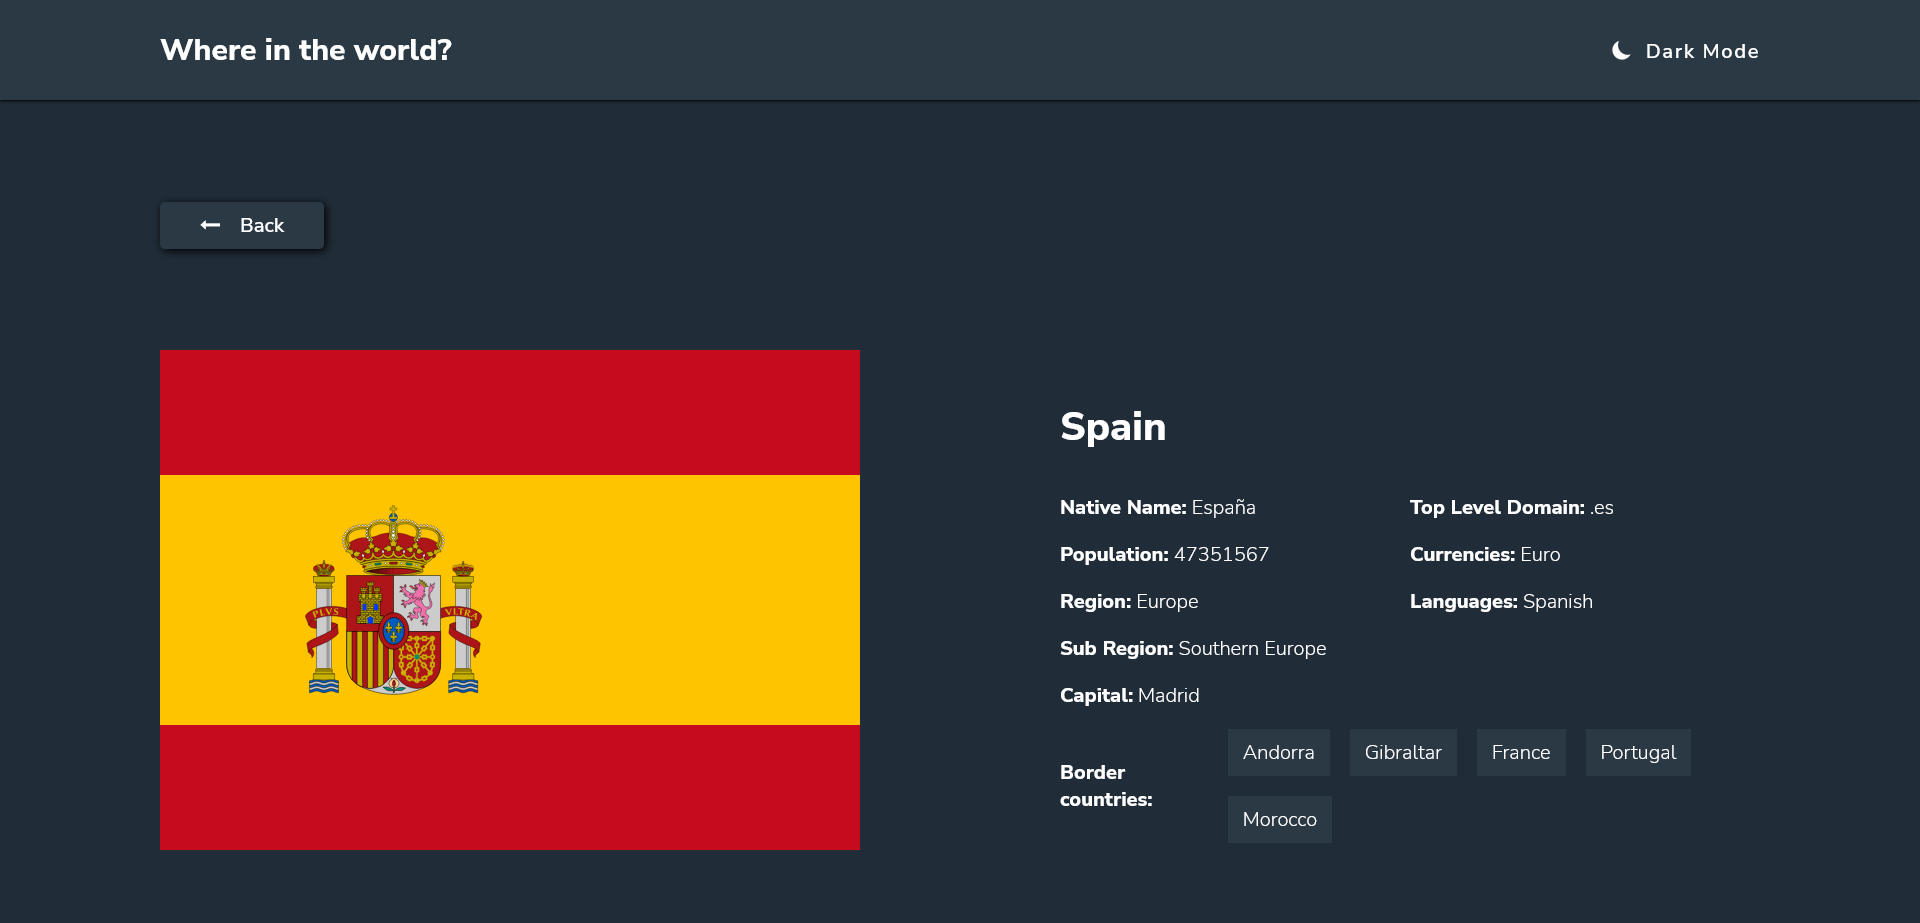 Where in the world?
Dark Mode
Back
PLVS
VLTRA
Spain
Native Name: España
Population: 47351567
Region: Europe
Sub Region: Southern Europe
Capital: Madrid
Top Level Domain: .es
Currencies: Euro
Languages: Spanish
Border
countries:
Andorra Gibraltar France Portugal
Morocco